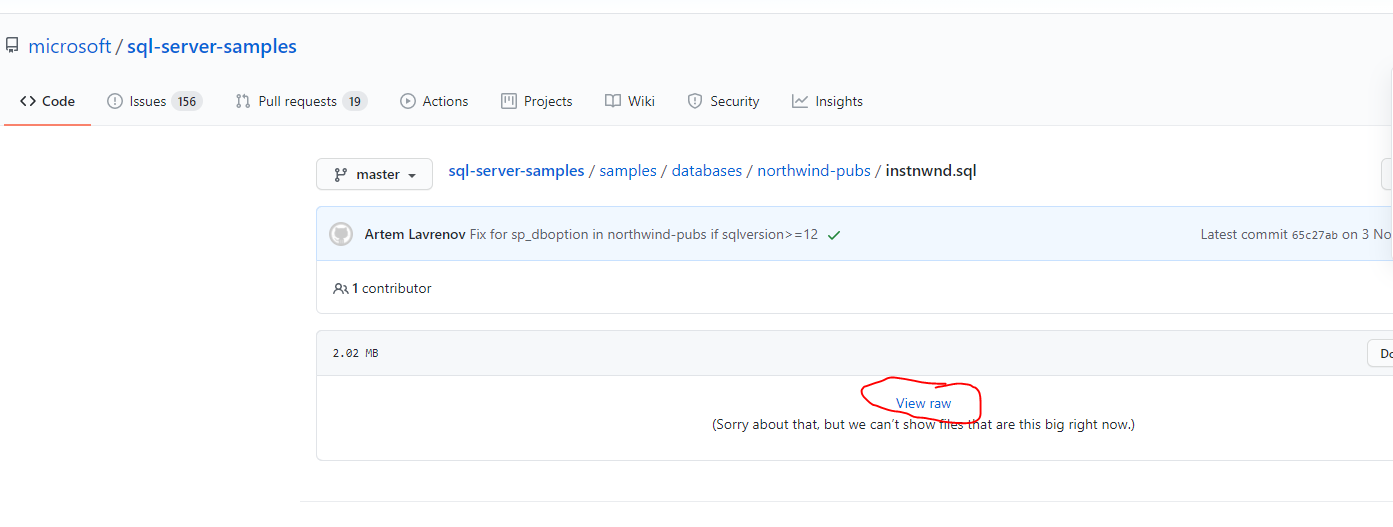 microsoft / sql-server-samples
Code Issues 156 Pull requests 19 Actions Projects Wiki Security Insights
master sql-server-samples / samples / databases / northwind-pubs / instnwnd.sql
Artem Lavrenov Fix for sp_dboption in northwind-pubs if sqlversion>=12 Latest commit 65c27ab on 3 No
1 contributor
2.02 MB Do
View raw
(Sorry about that, but we can't show files that are this big right now.)